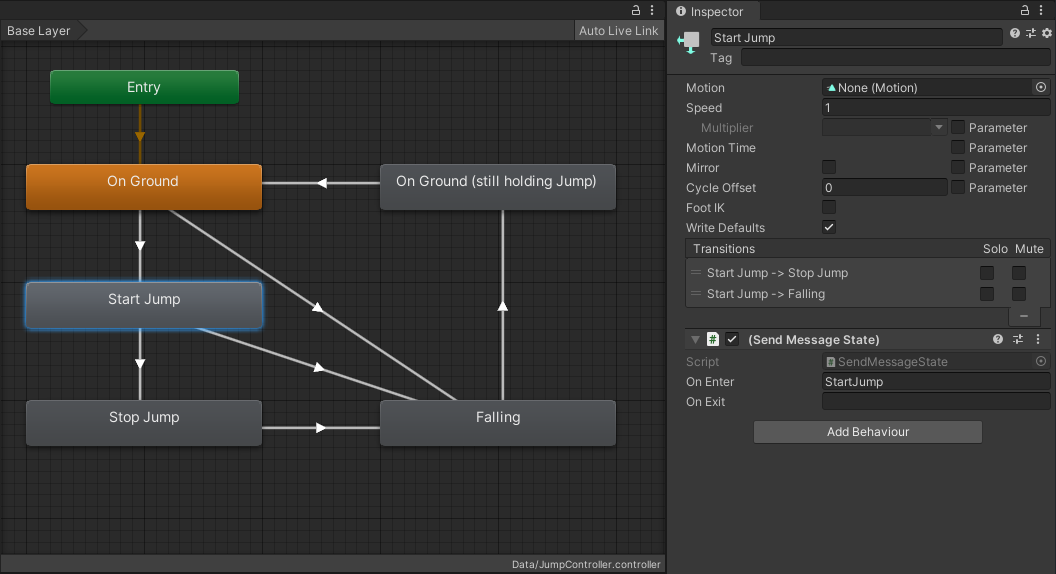 Base Layer
Auto Live Link
Entry
On Ground
On Ground (still holding Jump)
Start Jump
Stop Jump
Falling
Data/JumpController.controller
Inspector
Start Jump
Tag
Motion
None (Motion)
Speed
1
Multiplier
Parameter
Motion Time
Parameter
Mirror
Parameter
Cycle Offset
0
Parameter
Foot IK
Write Defaults
Transitions
Solo
Mute
Start Jump -> Stop Jump
Start Jump -> Falling
# (Send Message State)
Script
# SendMessageState
On Enter
StartJump
On Exit
Add Behaviour